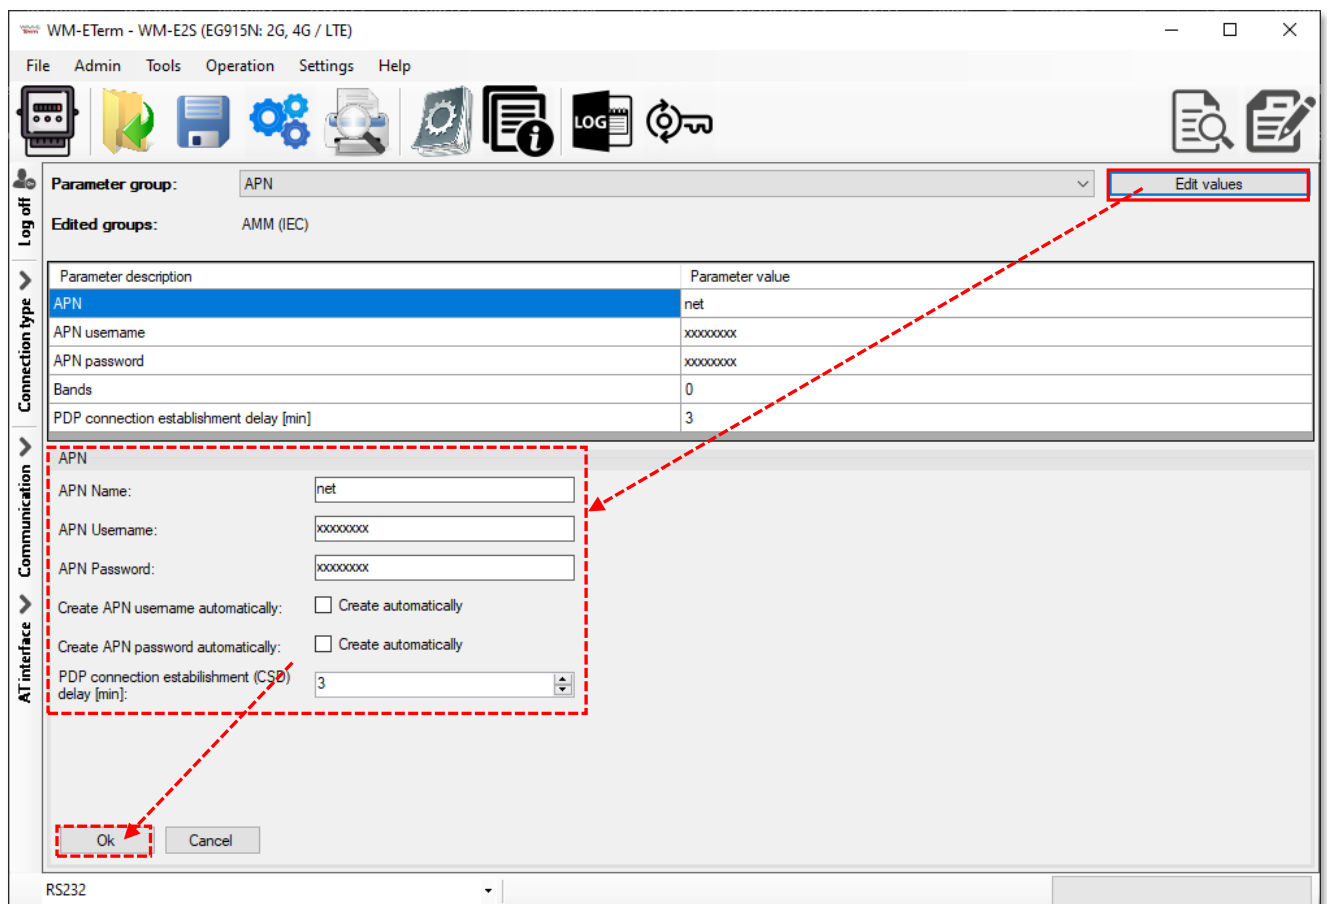 WM-ETerm - WM-E2S (EG915N: 2G, 4G / LTE)
File Admin Tools Operation Settings Help
LOG
Parameter group: APN Edit values
Edited groups: AMM (IEC)
Log off
Connection type
Communication
AT interface
Parameter description Parameter value
APN net
APN username xxxxxxxx
APN password xxxxxxxx
Bands 0
PDP connection establishment delay [min] 3
APN
APN Name: net
APN Username: xxxxxxxx
APN Password: xxxxxxxx
Create APN username automatically: Create automatically
Create APN password automatically: Create automatically
PDP connection estabilishment (CSD)
delay [min]: 3
Ok Cancel
RS232